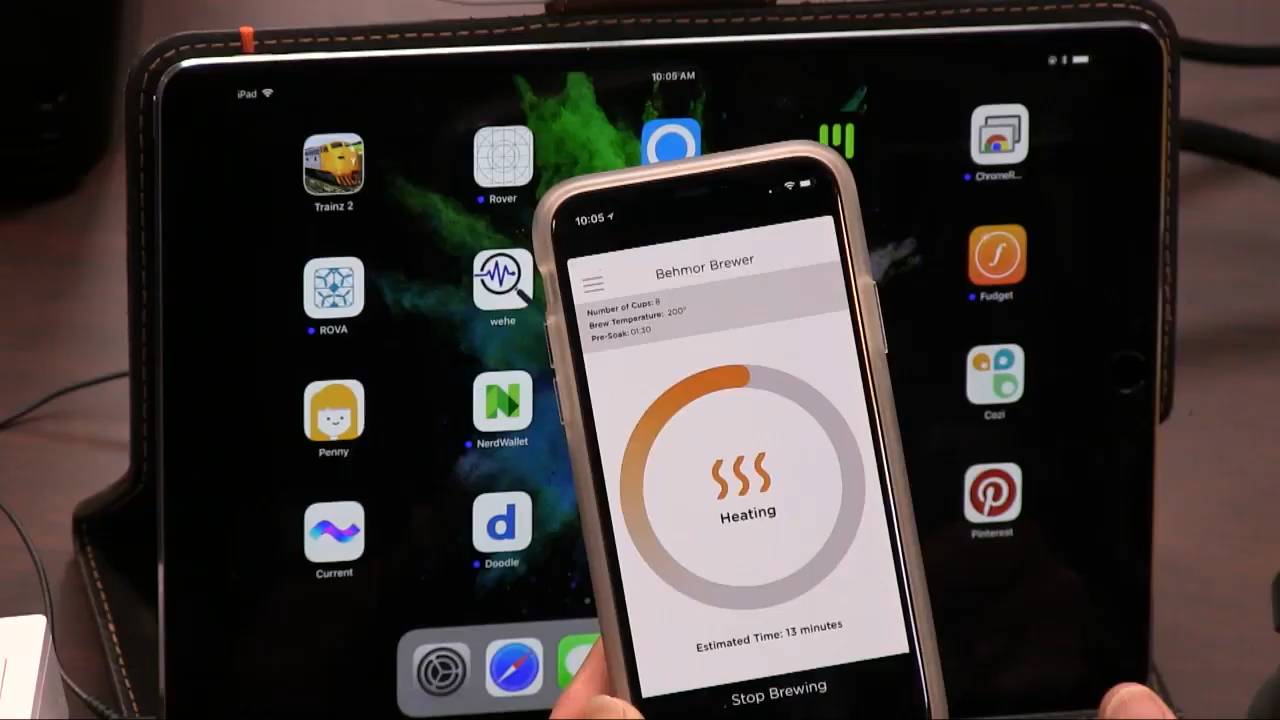 iPad
10:05 AM
Trainz 2
Rover
ChromeR...
ROVA
wehe
Fudget
Penny
NerdWallet
Cozi
Current
Doodle
Pinterest
10:05
Behmor Brewer
Number of Cups: 8
Brew Temperature: 200°
Pre-Soak: 01:30
Heating
Estimated Time: 13 minutes
Stop Brewing